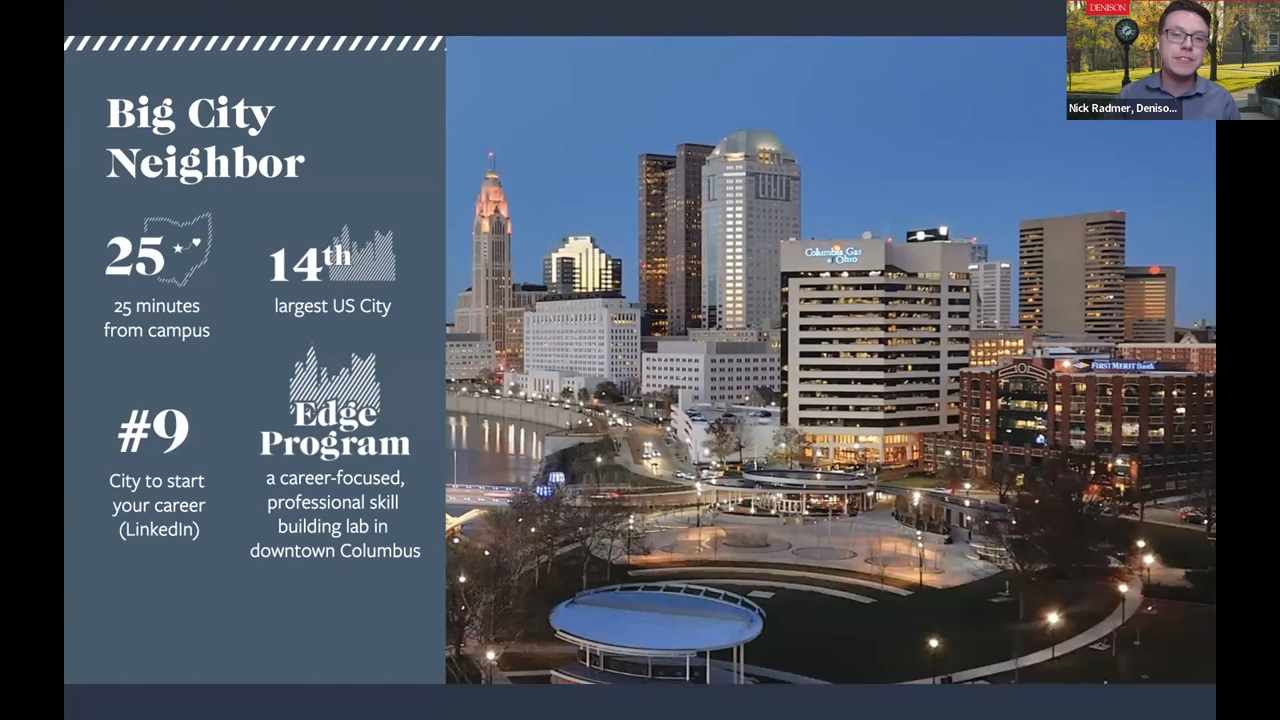 Big City
Neighbor
25
25 minutes
from campus
14th
largest US City
#9
City to start
your career
(LinkedIn)
Edge
Program
a career-focused,
professional skill
building lab in
downtown Columbus
Columbia Gas
of Ohio
FIRSTMERIT Bank
DENISON
Nick Radmer, Deniso...